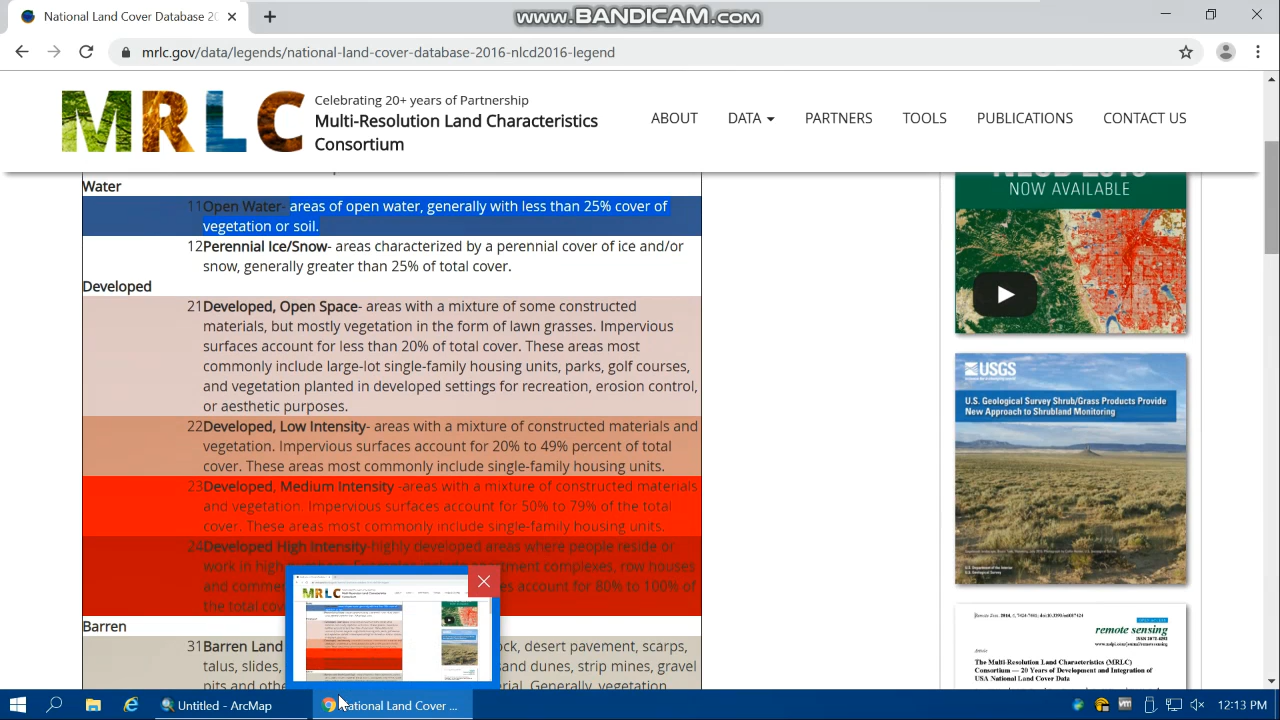 National Land Cover Database 20
www.BANDICAM.com
mrlc.gov/data/legends/national-land-cover-database-2016-nlcd2016-legend
MRLC
Celebrating 20+ years of Partnership
Multi-Resolution Land Characteristics
Consortium
ABOUT DATA PARTNERS TOOLS PUBLICATIONS CONTACT US
Water
11 Open Water- areas of open water, generally with less than 25% cover of
vegetation or soil.
12 Perennial Ice/Snow- areas characterized by a perennial cover of ice and/or
snow, generally greater than 25% of total cover.
Developed
21 Developed, Open Space- areas with a mixture of some constructed
materials, but mostly vegetation in the form of lawn grasses. Impervious
surfaces account for less than 20% of total cover. These areas most
commonly include large-lot single-family housing units, parks, golf courses,
and vegetation planted in developed settings for recreation, erosion control,
or aesthetic purposes.
22 Developed, Low Intensity- areas with a mixture of constructed materials and
vegetation. Impervious surfaces account for 20% to 49% percent of total
cover. These areas most commonly include single-family housing units.
23 Developed, Medium Intensity -areas with a mixture of constructed materials
and vegetation. Impervious surfaces account for 50% to 79% of the total
cover. These areas most commonly include single-family housing units.
24 Developed High Intensity-highly developed areas where people reside or
work in high tment complexes, row houses
and comme es account for 80% to 100% of
the total cov
Barren
31 Barren Land ock, desert pavement, scarps,
talus, slides, and dunes, strip mines, gravel
pits and othe rial. Generally, vegetation
NOW AVAILABLE
USGS
U.S. Geological Survey Shrub/Grass Products Provide
New Approach to Shrubland Monitoring
remote sensing
Article
The Multi-Resolution Land Characteristics (MRLC)
Consortium — 20 Years of Development and Integration of
USA National Land Cover Data
MRLC
Untitled - ArcMap
National Land Cover ...
12:13 PM